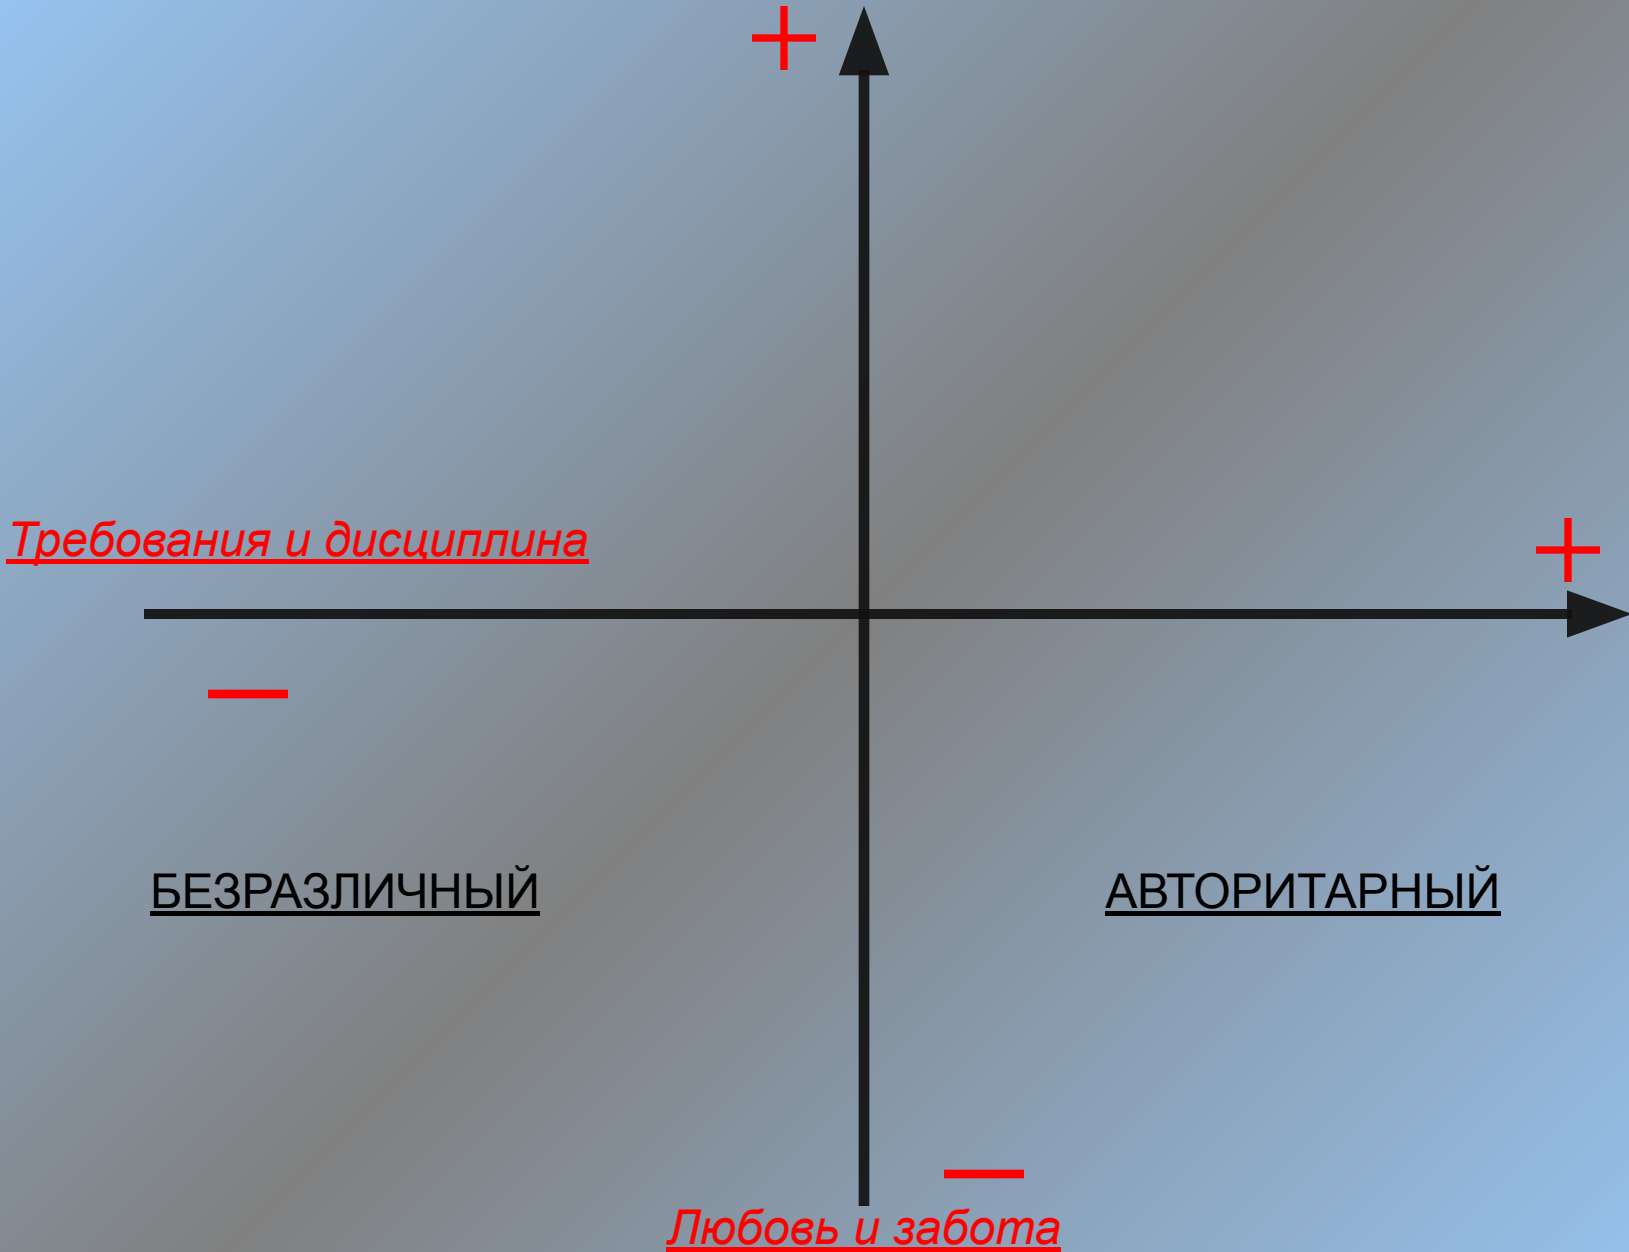 +
Требования и дисциплина
+
—
БЕЗРАЗЛИЧНЫЙ
АВТОРИТАРНЫЙ
—
Любовь и забота